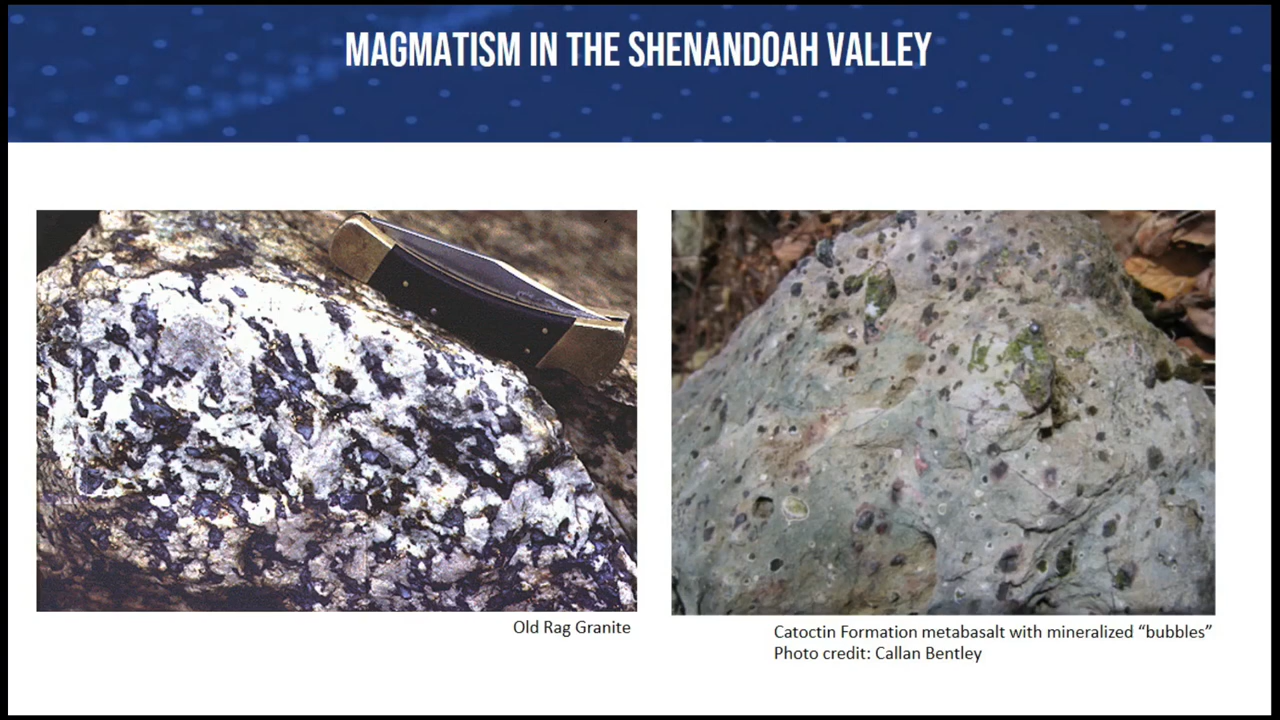 MAGMATISM IN THE SHENANDOAH VALLEY
Old Rag Granite
Catoctin Formation metabasalt with mineralized “bubbles”
Photo credit: Callan Bentley